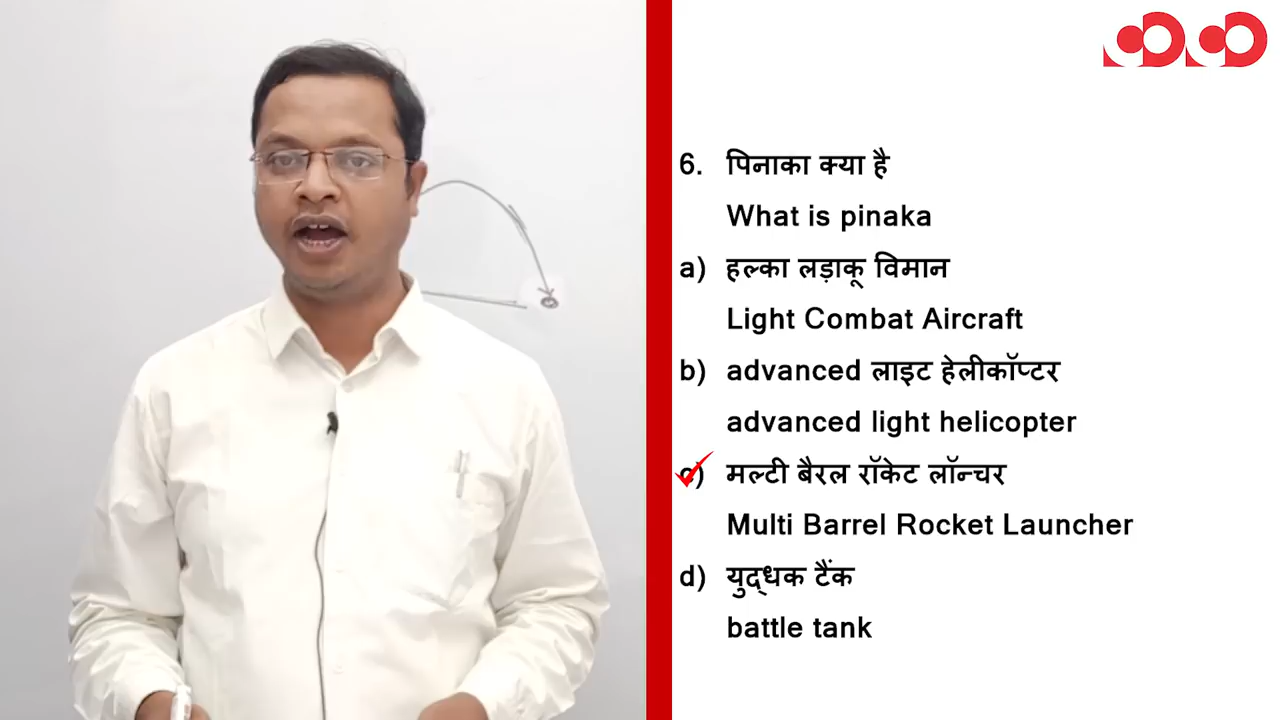 6. पिनाका क्या है
What is pinaka
a) हल्का लड़ाकू विमान
Light Combat Aircraft
b) advanced लाइट हेलीकॉप्टर
advanced light helicopter
c) मल्टी बैरल रॉकेट लॉन्चर
Multi Barrel Rocket Launcher
d) युद्धक टैंक
battle tank